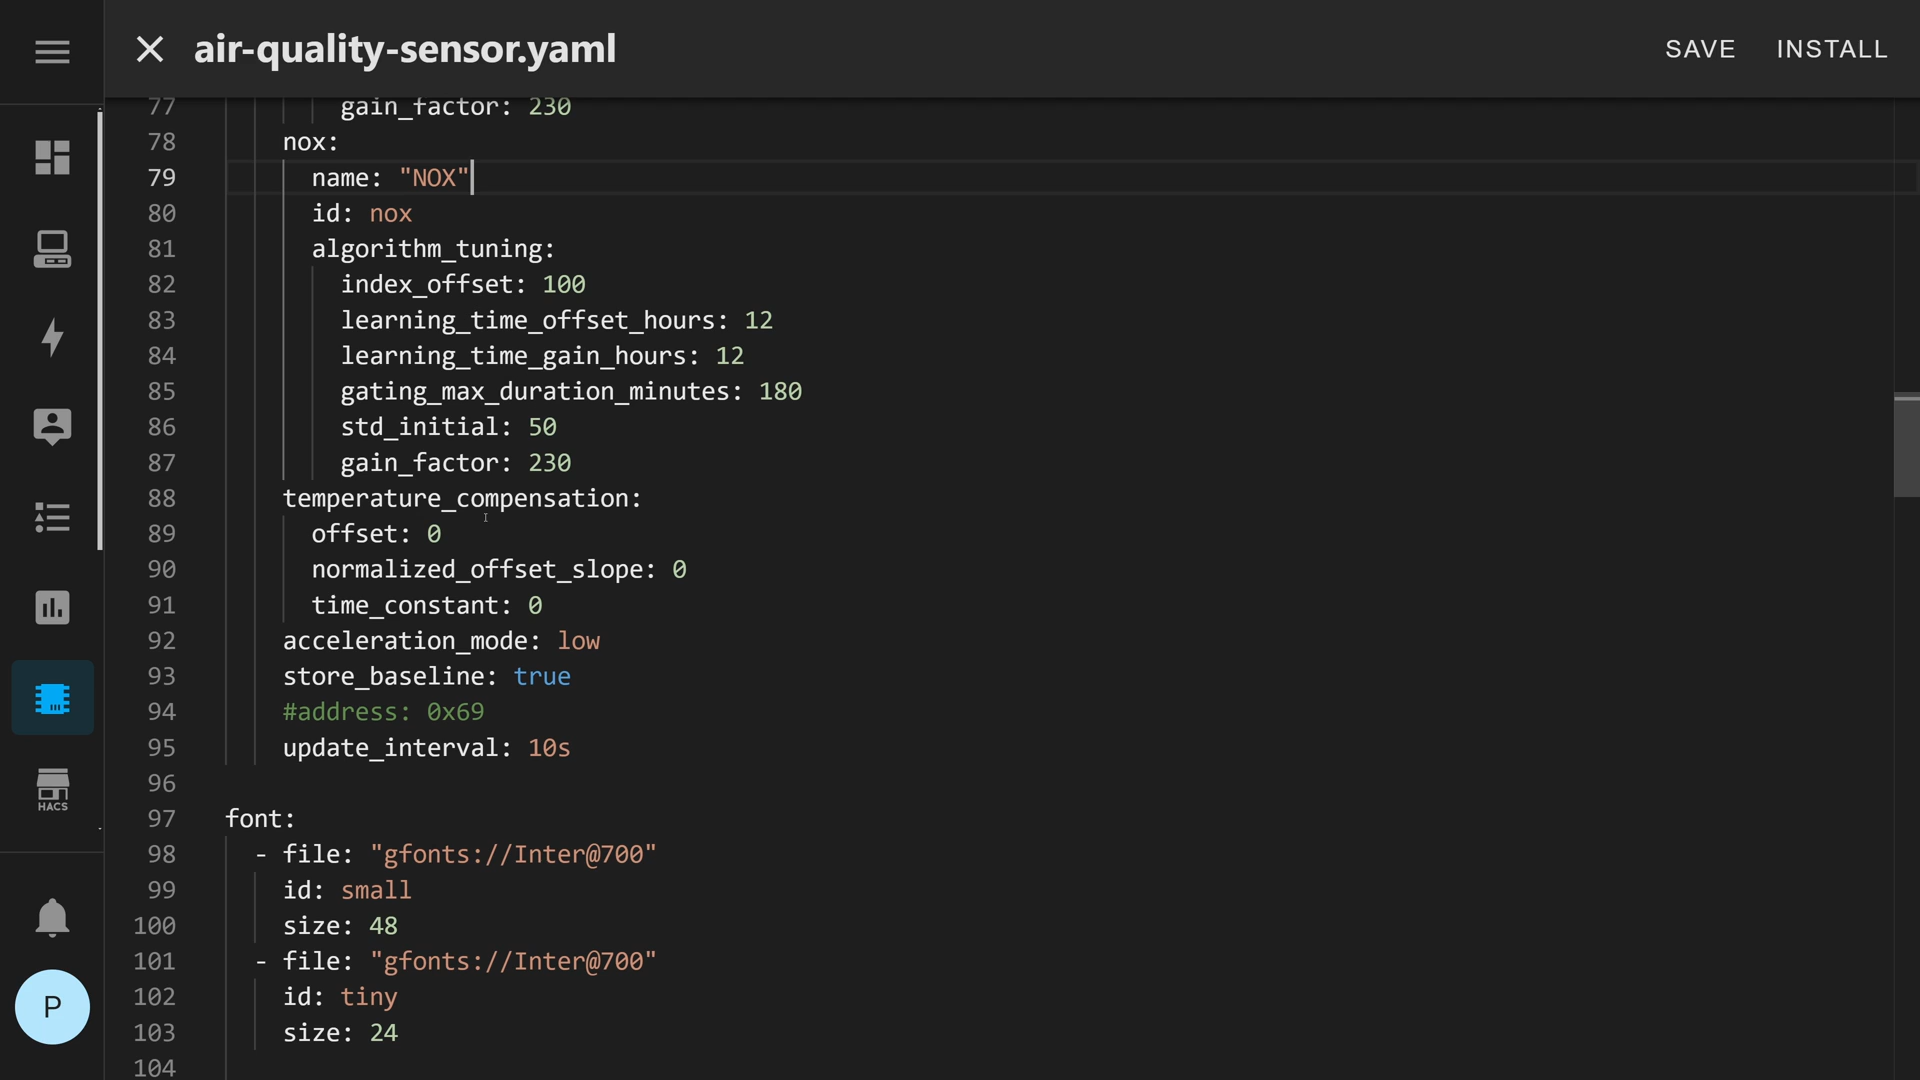 air-quality-sensor.yaml
SAVE INSTALL
77 gain_factor: 230
78 nox:
79 name: "NOX"
80 id: nox
81 algorithm_tuning:
82 index_offset: 100
83 learning_time_offset_hours: 12
84 learning_time_gain_hours: 12
85 gating_max_duration_minutes: 180
86 std_initial: 50
87 gain_factor: 230
88 temperature_compensation:
89 offset: 0
90 normalized_offset_slope: 0
91 time_constant: 0
92 acceleration_mode: low
93 store_baseline: true
94 #address: 0x69
95 update_interval: 10s
96
97 font:
98 - file: "gfonts://Inter@700"
99 id: small
100 size: 48
101 - file: "gfonts://Inter@700"
102 id: tiny
103 size: 24
104
HACS
P